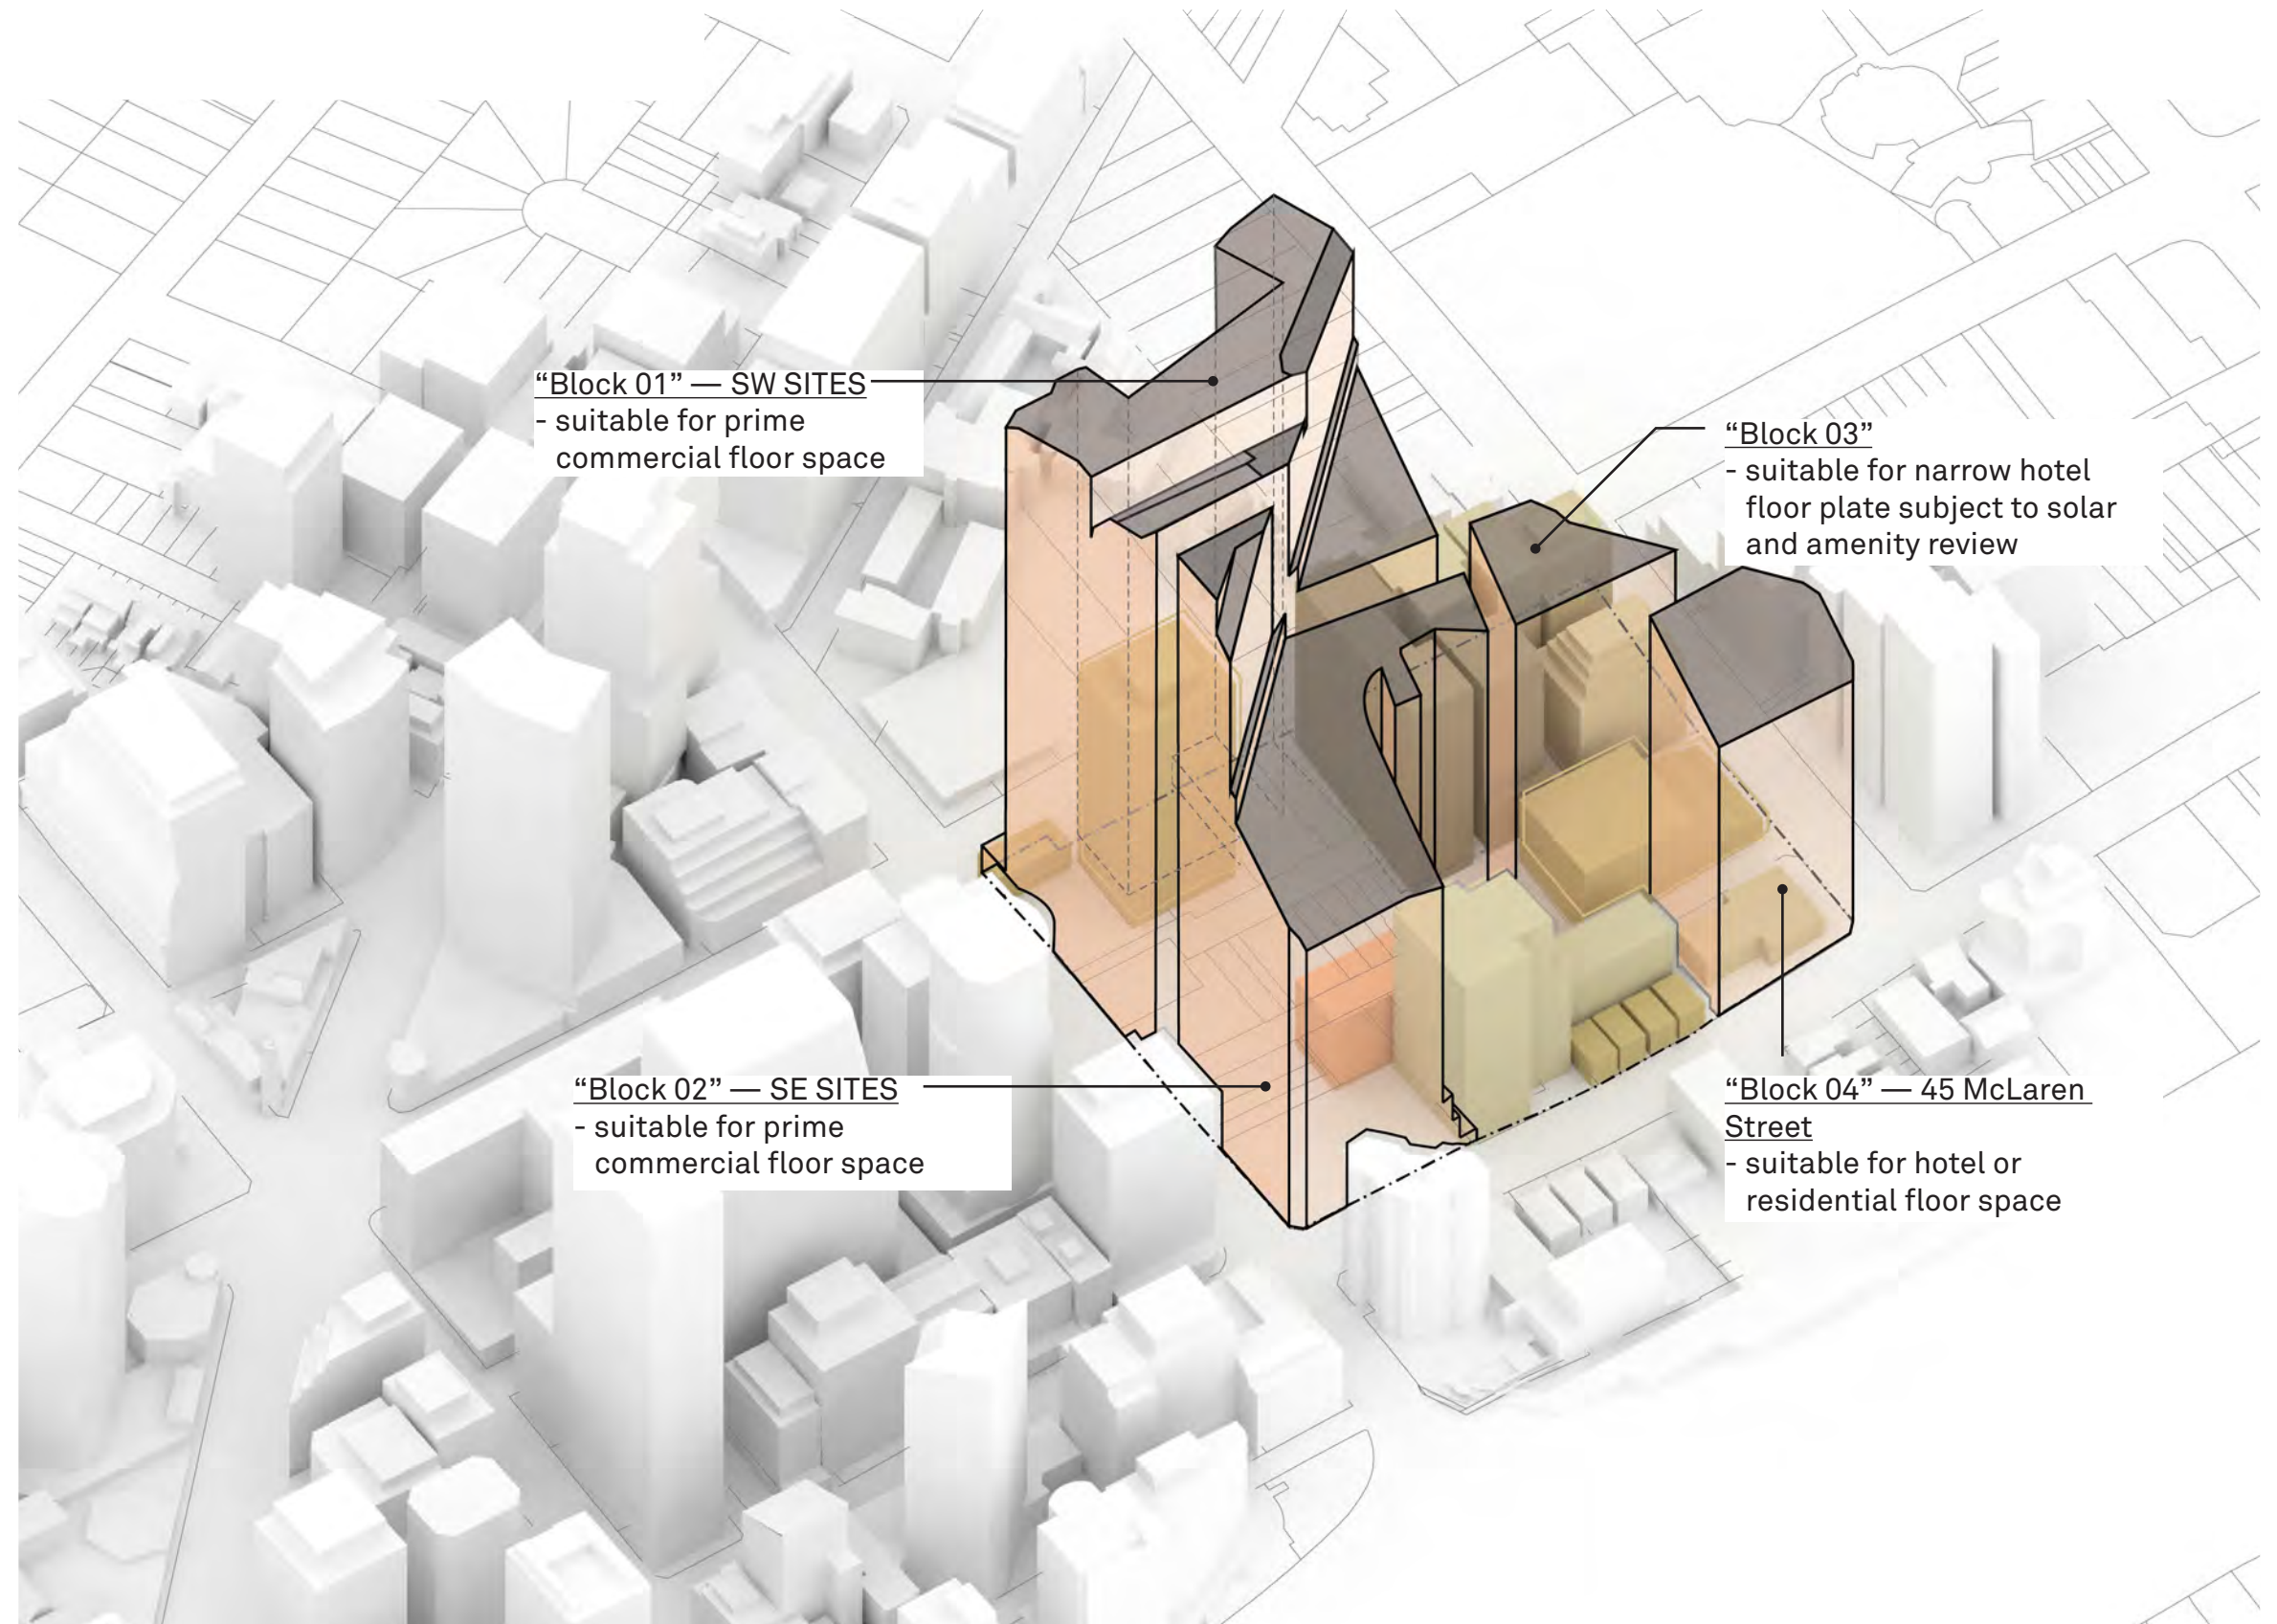 “Block 01” — SW SITES
- suitable for prime
commercial floor space
“Block 03”
- suitable for narrow hotel
floor plate subject to solar
and amenity review
“Block 02” — SE SITES
- suitable for prime
commercial floor space
“Block 04” — 45 McLaren
Street
- suitable for hotel or
residential floor space